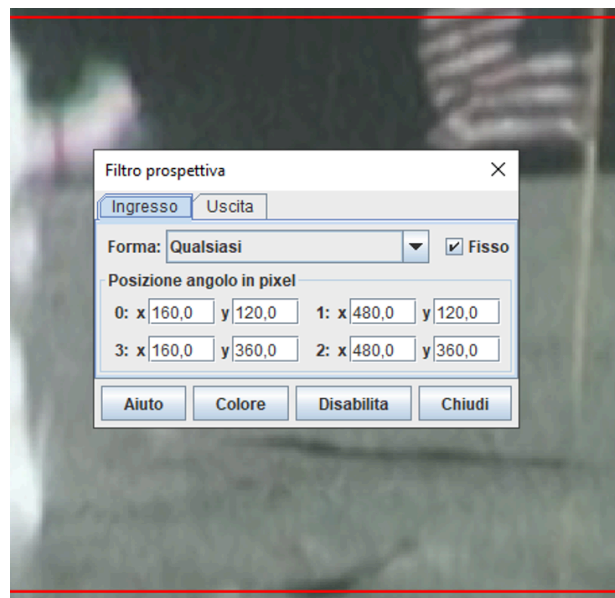 Filtro prospettiva
Ingresso Uscita
Forma: Qualsiasi Fisso
Posizione angolo in pixel
0: x 160,0 y 120,0 1: x 480,0 y 120,0
3: x 160,0 y 360,0 2: x 480,0 y 360,0
Aiuto Colore Disabilita Chiudi